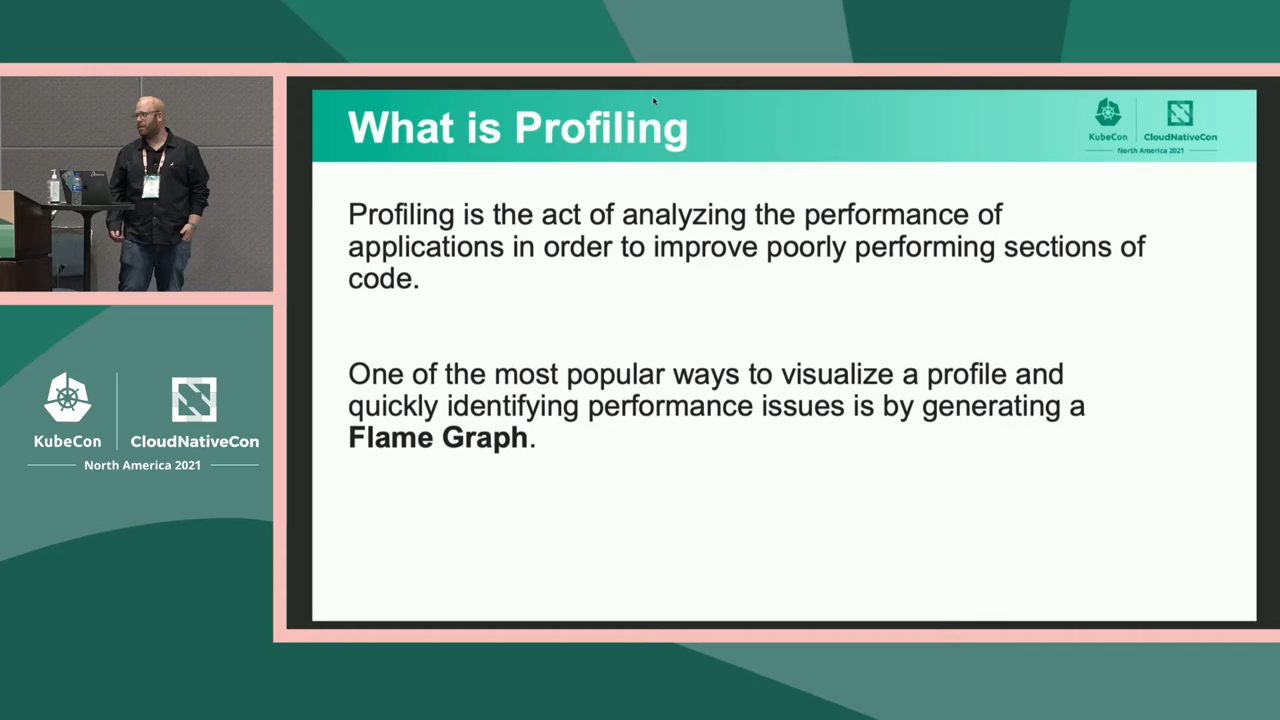 What is Profiling
KubeCon
CloudNativeCon
North America 2021
Profiling is the act of analyzing the performance of
applications in order to improve poorly performing sections of
code.
One of the most popular ways to visualize a profile and
quickly identifying performance issues is by generating a
Flame Graph.
KubeCon
CloudNativeCon
North America 2021